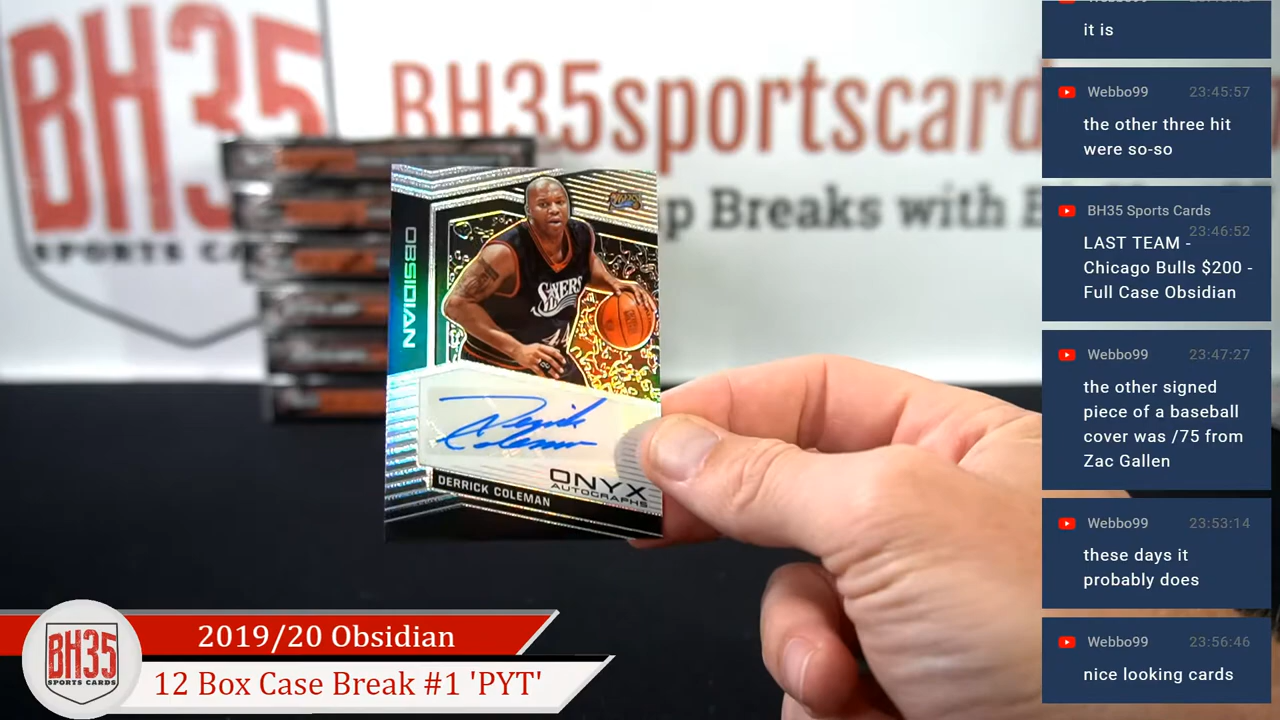 BH35
SPORTS CARDS
BH35sportscard
p Breaks with
OBSIDIAN
SIXERS
Derrick
Coleman
ONYX
AUTOGRAPHS
DERRICK COLEMAN
BH35
SPORTS CARDS
2019/20 Obsidian
12 Box Case Break #1 'PYT'
it is
Webbo99 23:45:57
the other three hit
were so-so
BH35 Sports Cards
23:46:52
LAST TEAM -
Chicago Bulls $200 -
Full Case Obsidian
Webbo99 23:47:27
the other signed
piece of a baseball
cover was /75 from
Zac Gallen
Webbo99 23:53:14
these days it
probably does
Webbo99 23:56:46
nice looking cards